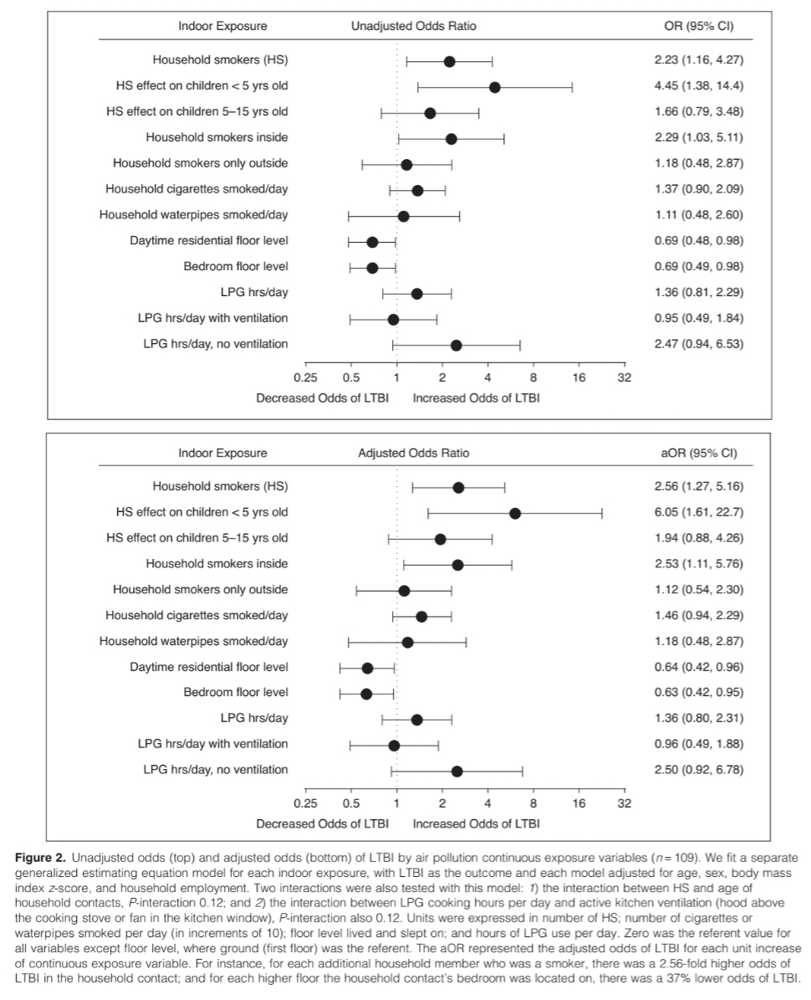 Indoor Exposure Unadjusted Odds Ratio OR (95% CI)
Household smokers (HS) 2.23 (1.16, 4.27)
HS effect on children < 5 yrs old 4.45 (1.38, 14.4)
HS effect on children 5–15 yrs old 1.66 (0.79, 3.48)
Household smokers inside 2.29 (1.03, 5.11)
Household smokers only outside 1.18 (0.48, 2.87)
Household cigarettes smoked/day 1.37 (0.90, 2.09)
Household waterpipes smoked/day 1.11 (0.48, 2.60)
Daytime residential floor level 0.69 (0.48, 0.98)
Bedroom floor level 0.69 (0.49, 0.98)
LPG hrs/day 1.36 (0.81, 2.29)
LPG hrs/day with ventilation 0.95 (0.49, 1.84)
LPG hrs/day, no ventilation 2.47 (0.94, 6.53)
0.25 0.5 1 2 4 8 16 32
Decreased Odds of LTBI Increased Odds of LTBI
Indoor Exposure Adjusted Odds Ratio aOR (95% CI)
Household smokers (HS) 2.56 (1.27, 5.16)
HS effect on children < 5 yrs old 6.05 (1.61, 22.7)
HS effect on children 5–15 yrs old 1.94 (0.88, 4.26)
Household smokers inside 2.53 (1.11, 5.76)
Household smokers only outside 1.12 (0.54, 2.30)
Household cigarettes smoked/day 1.46 (0.94, 2.29)
Household waterpipes smoked/day 1.18 (0.48, 2.87)
Daytime residential floor level 0.64 (0.42, 0.96)
Bedroom floor level 0.63 (0.42, 0.95)
LPG hrs/day 1.36 (0.80, 2.31)
LPG hrs/day with ventilation 0.96 (0.49, 1.88)
LPG hrs/day, no ventilation 2.50 (0.92, 6.78)
0.25 0.5 1 2 4 8 16 32
Decreased Odds of LTBI Increased Odds of LTBI
Figure 2. Unadjusted odds (top) and adjusted odds (bottom) of LTBI by air pollution continuous exposure variables (n = 109). We fit a separate
generalized estimating equation model for each indoor exposure, with LTBI as the outcome and each model adjusted for age, sex, body mass
index z-score, and household employment. Two interactions were also tested with this model: 1) the interaction between HS and age of
household contacts, P-interaction 0.12; and 2) the interaction between LPG cooking hours per day and active kitchen ventilation (hood above
the cooking stove or fan in the kitchen window), P-interaction also 0.12. Units were expressed in number of HS; number of cigarettes or
waterpipes smoked per day (in increments of 10); floor level lived and slept on; and hours of LPG use per day. Zero was the referent value for
all variables except floor level, where ground (first floor) was the referent. The aOR represented the adjusted odds of LTBI for each unit increase
of continuous exposure variable. For instance, for each additional household member who was a smoker, there was a 2.56-fold higher odds of
LTBI in the household contact; and for each higher floor the household contact's bedroom was located on, there was a 37% lower odds of LTBI.